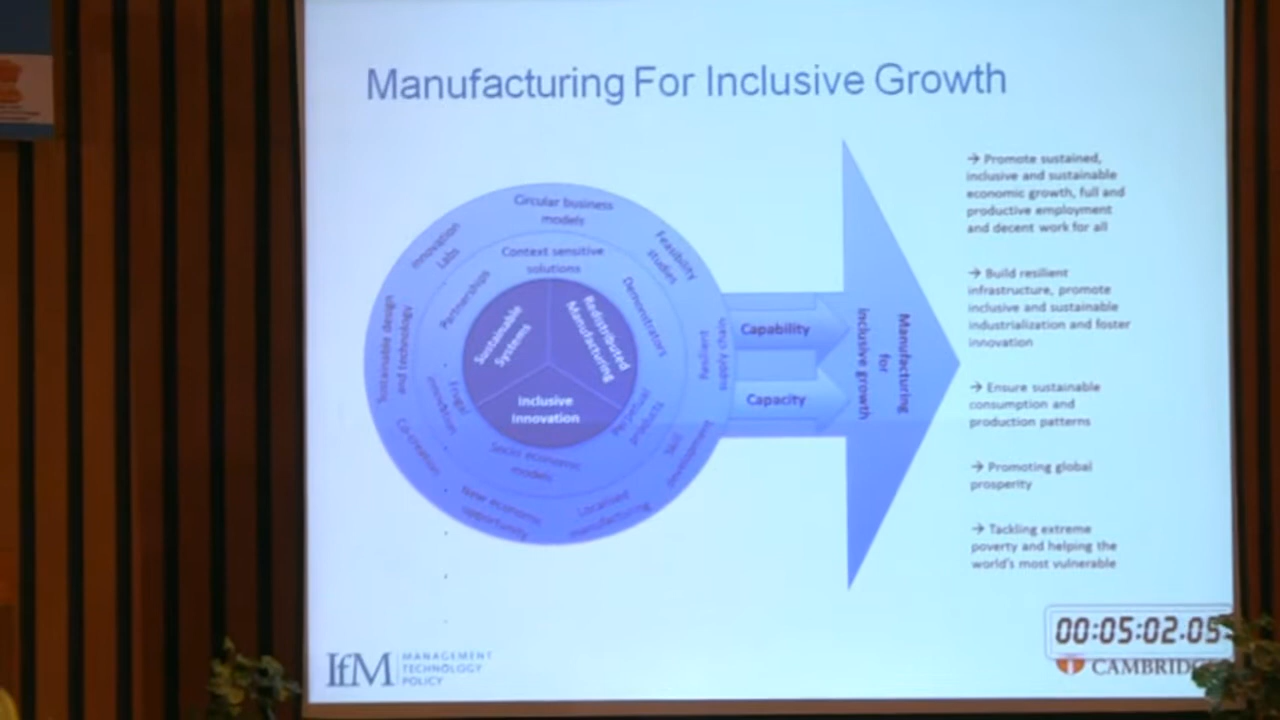 Manufacturing For Inclusive Growth
Circular business
models
Innovation
Labs
Feasibility
studies
Context sensitive
solutions
Partnerships
Demonstrators
Sustainable design
and technology
Sustainable
Systems
Redistributed
Manufacturing
Resilient
supply chain
Frugal
innovation
Inclusive
Innovation
Perpetual
products
Co-creation
Socio economic
models
Skill
development
New economic
opportunity
Localised
manufacturing
Capability
Capacity
Manufacturing
for
inclusive growth
→ Promote sustained,
inclusive and sustainable
economic growth, full and
productive employment
and decent work for all
→ Build resilient
infrastructure, promote
inclusive and sustainable
industrialization and foster
innovation
→ Ensure sustainable
consumption and
production patterns
→ Promoting global
prosperity
→ Tackling extreme
poverty and helping the
world's most vulnerable
00:05:02.05
IfM
MANAGEMENT
TECHNOLOGY
POLICY